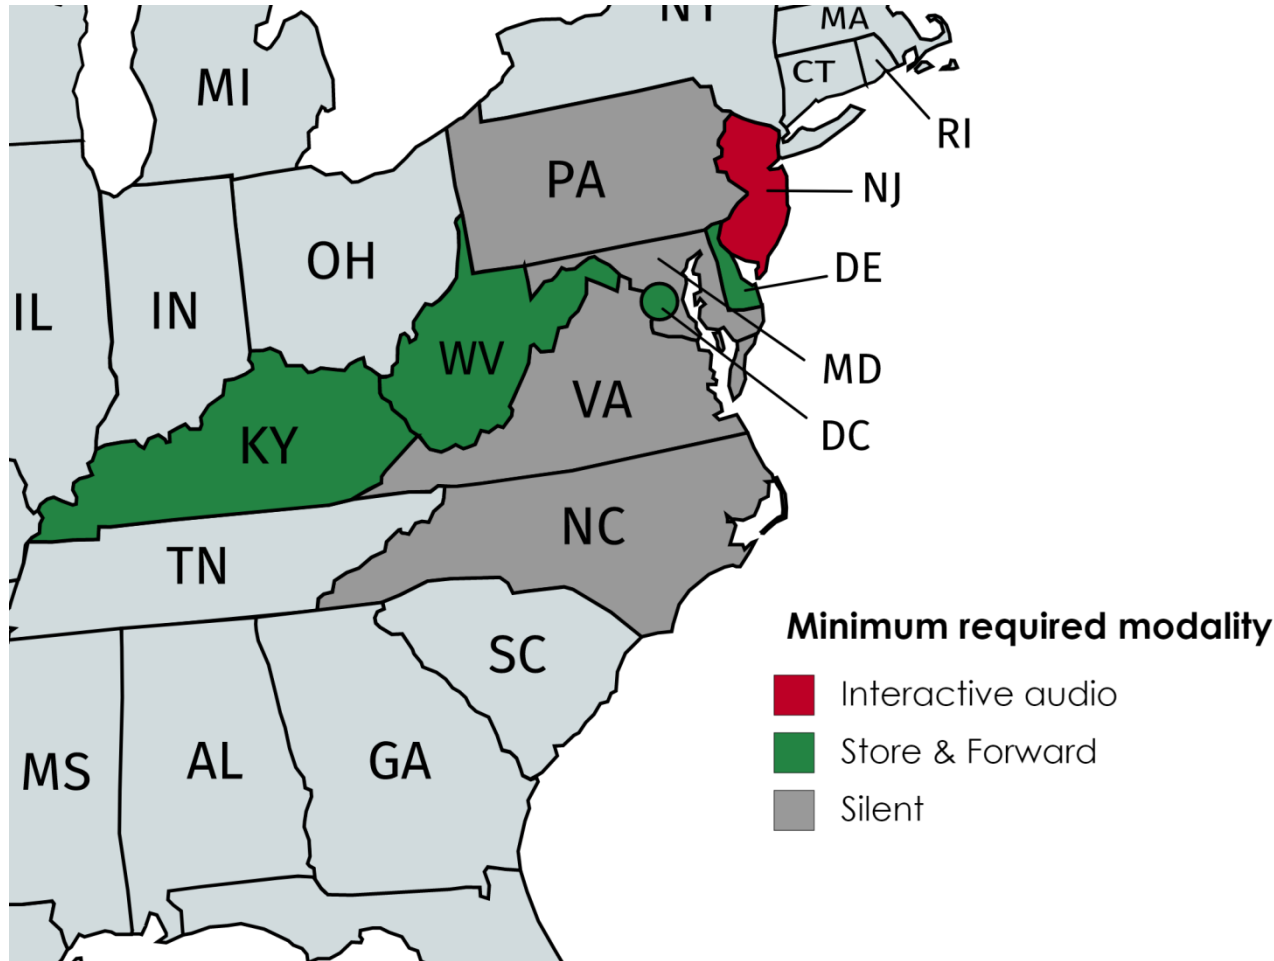 NY
MA
MI
CT
RI
PA
NJ
OH
DE
IL
IN
WV
MD
VA
DC
KY
NC
TN
Minimum required modality
SC
Interactive audio
Store & Forward
MS
AL
GA
Silent